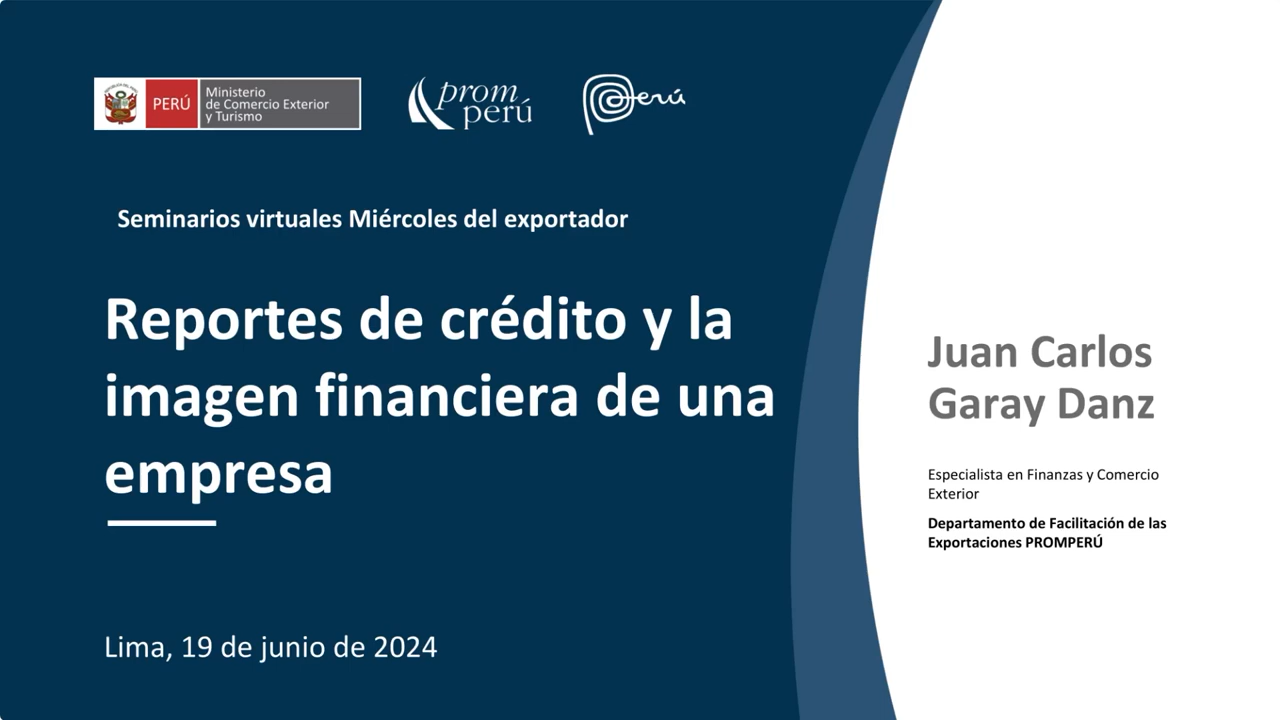 PERÚ
Ministerio
de Comercio Exterior
y Turismo
prom
perú
Perú
Seminarios virtuales Miércoles del exportador
Reportes de crédito y la
imagen financiera de una
empresa
Lima, 19 de junio de 2024
Juan Carlos
Garay Danz
Especialista en Finanzas y Comercio
Exterior
Departamento de Facilitación de las
Exportaciones PROMPERÚ